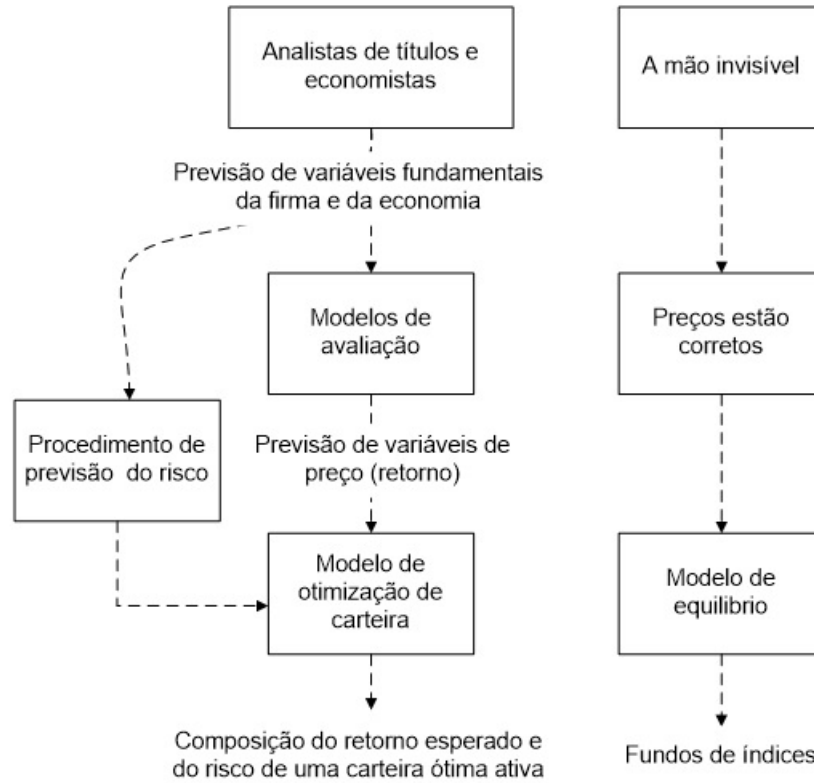 Analistas de títulos e
economistas
A mão invisível
Previsão de variáveis fundamentais
da firma e da economia
Modelos de
avaliação
Preços estão
corretos
Procedimento de
previsão do risco
Previsão de variáveis de
preço (retorno)
Modelo de
otimização de
carteira
Modelo de
equilibrio
Composição do retorno esperado e
do risco de uma carteira ótima ativa
Fundos de índices